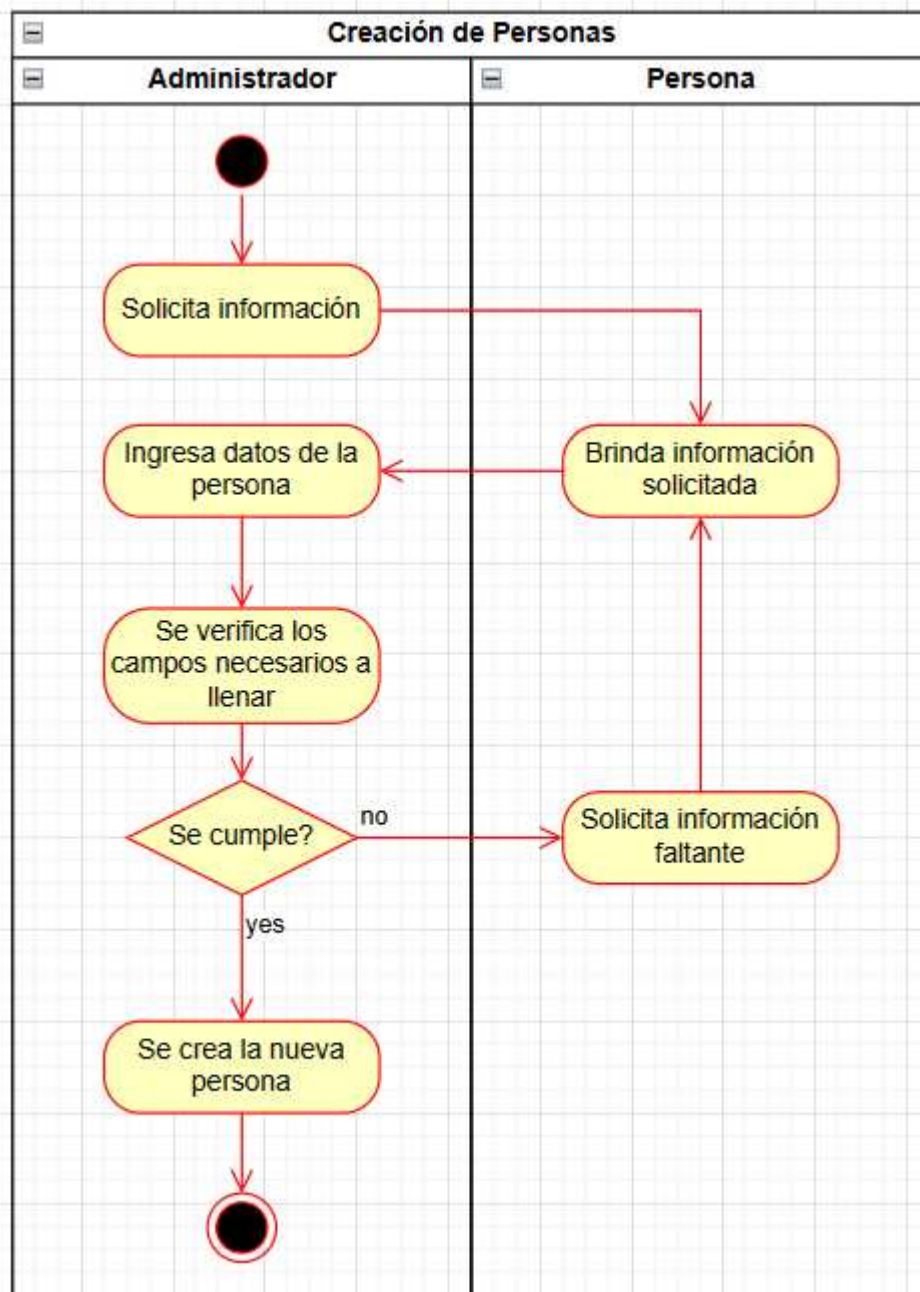 Creación de Personas
Administrador
Persona
Solicita información
Ingresa datos de la
persona
Brinda información
solicitada
Se verifica los
campos necesarios a
llenar
Se cumple?
no
Solicita información
faltante
yes
Se crea la nueva
persona